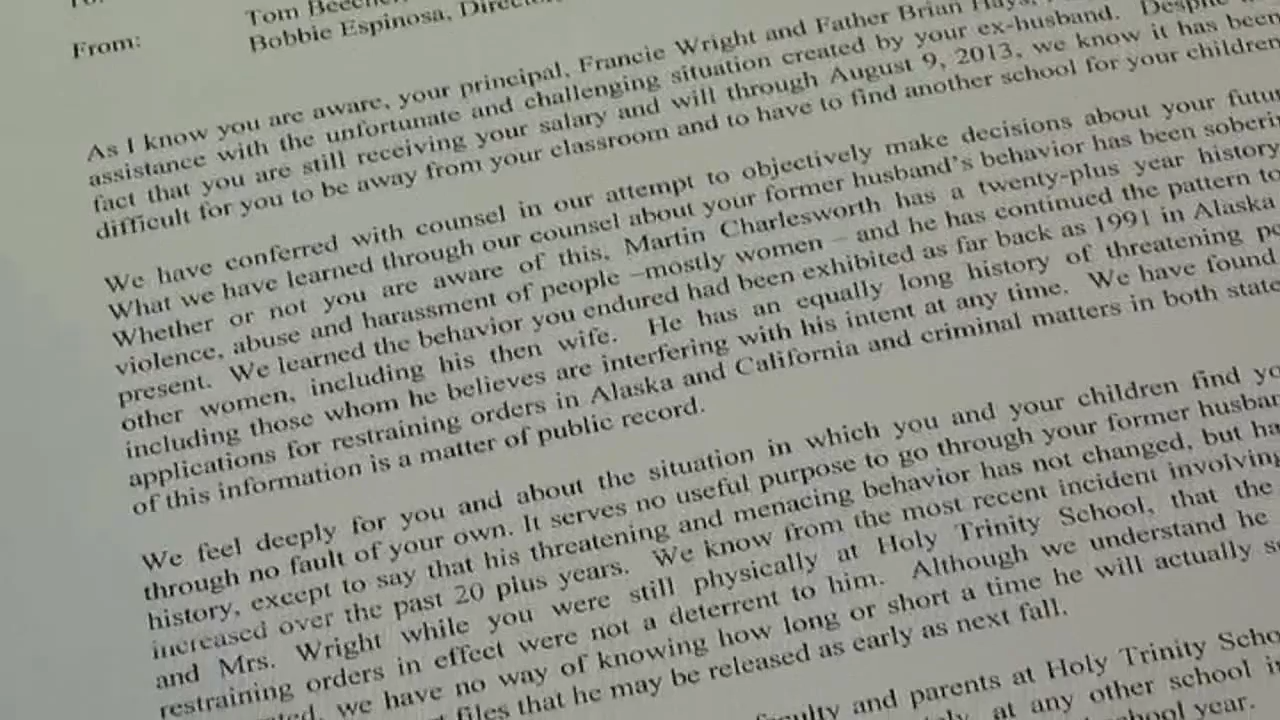 From:
Tom
Bobbie Espinosa,
As I know you are aware, your principal, Francie Wright and Father Brian Hays,
assistance with the unfortunate and challenging situation created by your ex-husband.
fact that you are still receiving your salary and will through August 9, 2013, we know it has been
difficult for you to be away from your classroom and to have to find another school for your children
We have conferred with counsel in our attempt to objectively make decisions about your
What we have learned through our counsel about your former husband's behavior has been
Whether or not you are aware of this, Martin Charlesworth has a twenty-plus year history
violence, abuse and harassment of people –mostly women – and he has continued the pattern to
present. We learned the behavior you endured had been exhibited as far back as 1991 in Alaska
other women, including his then wife. He has an equally long history of threatening
including those whom he believes are interfering with his intent at any time. We have found
applications for restraining orders in Alaska and California and criminal matters in both
of this information is a matter of public record.
We feel deeply for you and about the situation in which you and your children find
through no fault of your own. It serves no useful purpose to go through your former
history, except to say that his threatening and menacing behavior has not changed, but
increased over the past 20 plus years. We know from the most recent incident involving
and Mrs. Wright while you were still physically at Holy Trinity School, that the
restraining orders in effect were not a deterrent to him. Although we understand he
we have no way of knowing how long or short a time he will actually
files that he may be released as early as next fall.
and parents at Holy Trinity
at any other school
year.